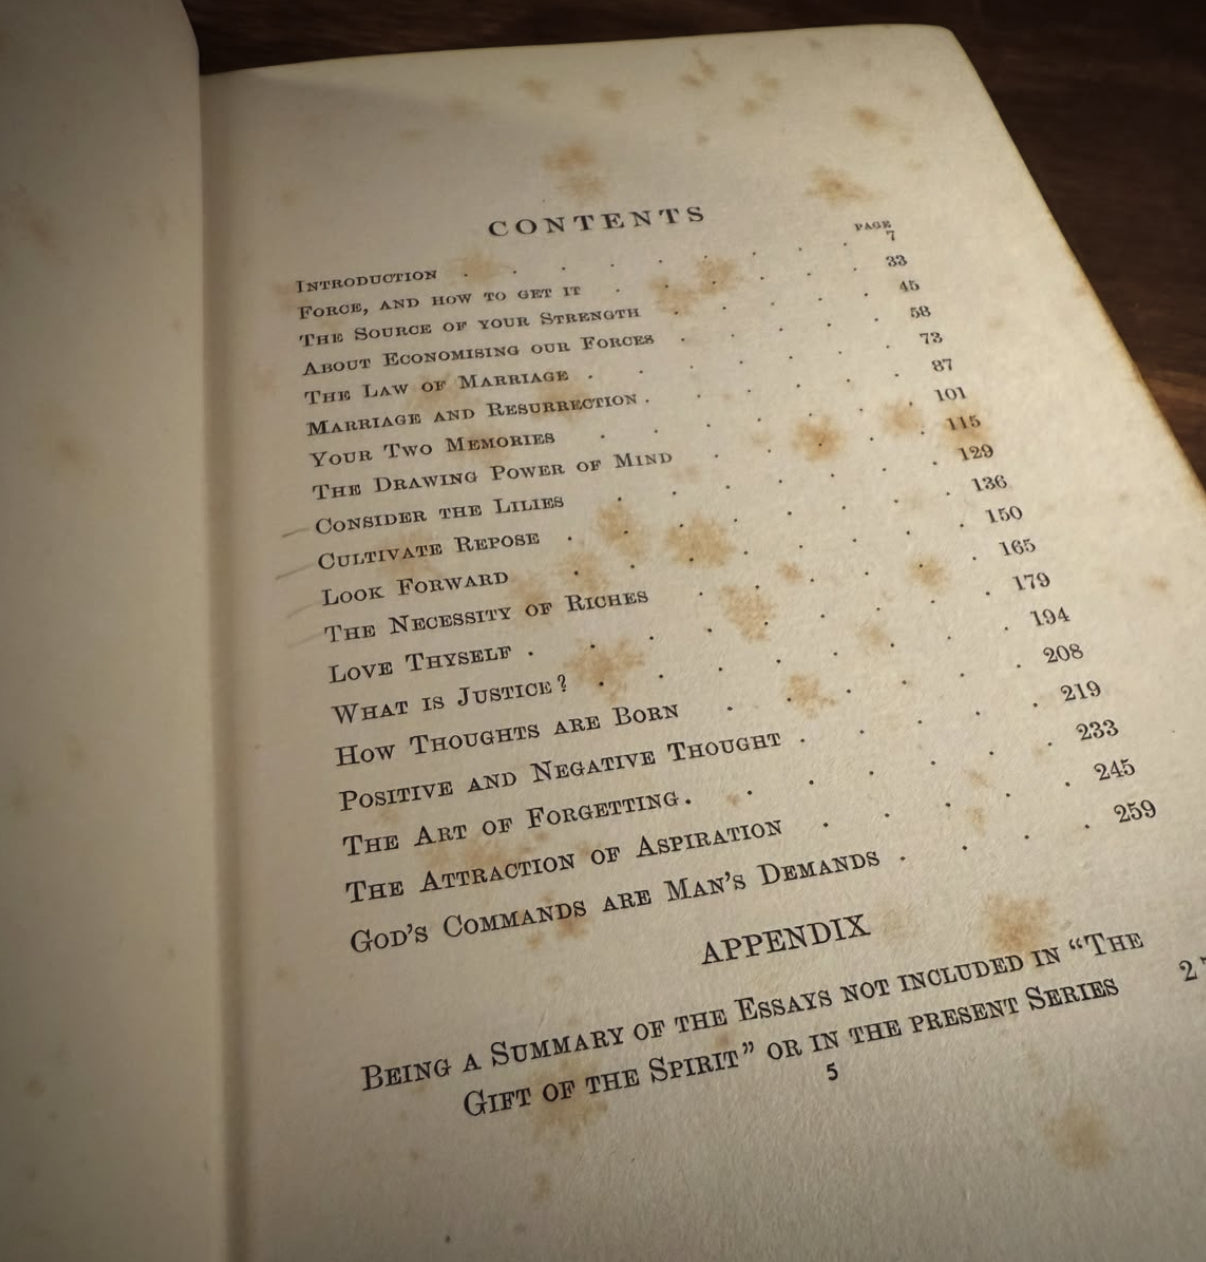 CONTENTS
PAGE
INTRODUCTION . . . . . . . . . 7
FORCE, AND HOW TO GET IT . . . . . . 33
THE SOURCE OF YOUR STRENGTH . . . . . 45
ABOUT ECONOMISING OUR FORCES . . . . . 58
THE LAW OF MARRIAGE . . . . . . . 73
MARRIAGE AND RESURRECTION . . . . . . 87
YOUR TWO MEMORIES . . . . . . . 101
THE DRAWING POWER OF MIND . . . . . 115
CONSIDER THE LILIES . . . . . . . 129
CULTIVATE REPOSE . . . . . . . . 136
LOOK FORWARD . . . . . . . . 150
THE NECESSITY OF RICHES . . . . . . 165
LOVE THYSELF . . . . . . . . . 179
WHAT IS JUSTICE? . . . . . . . . 194
HOW THOUGHTS ARE BORN . . . . . . 208
POSITIVE AND NEGATIVE THOUGHT . . . . . 219
THE ART OF FORGETTING . . . . . . . 233
THE ATTRACTION OF ASPIRATION . . . . . 245
GOD'S COMMANDS ARE MAN'S DEMANDS . . . . 259
APPENDIX
BEING A SUMMARY OF THE ESSAYS NOT INCLUDED IN “THE
GIFT OF THE SPIRIT” OR IN THE PRESENT SERIES
5